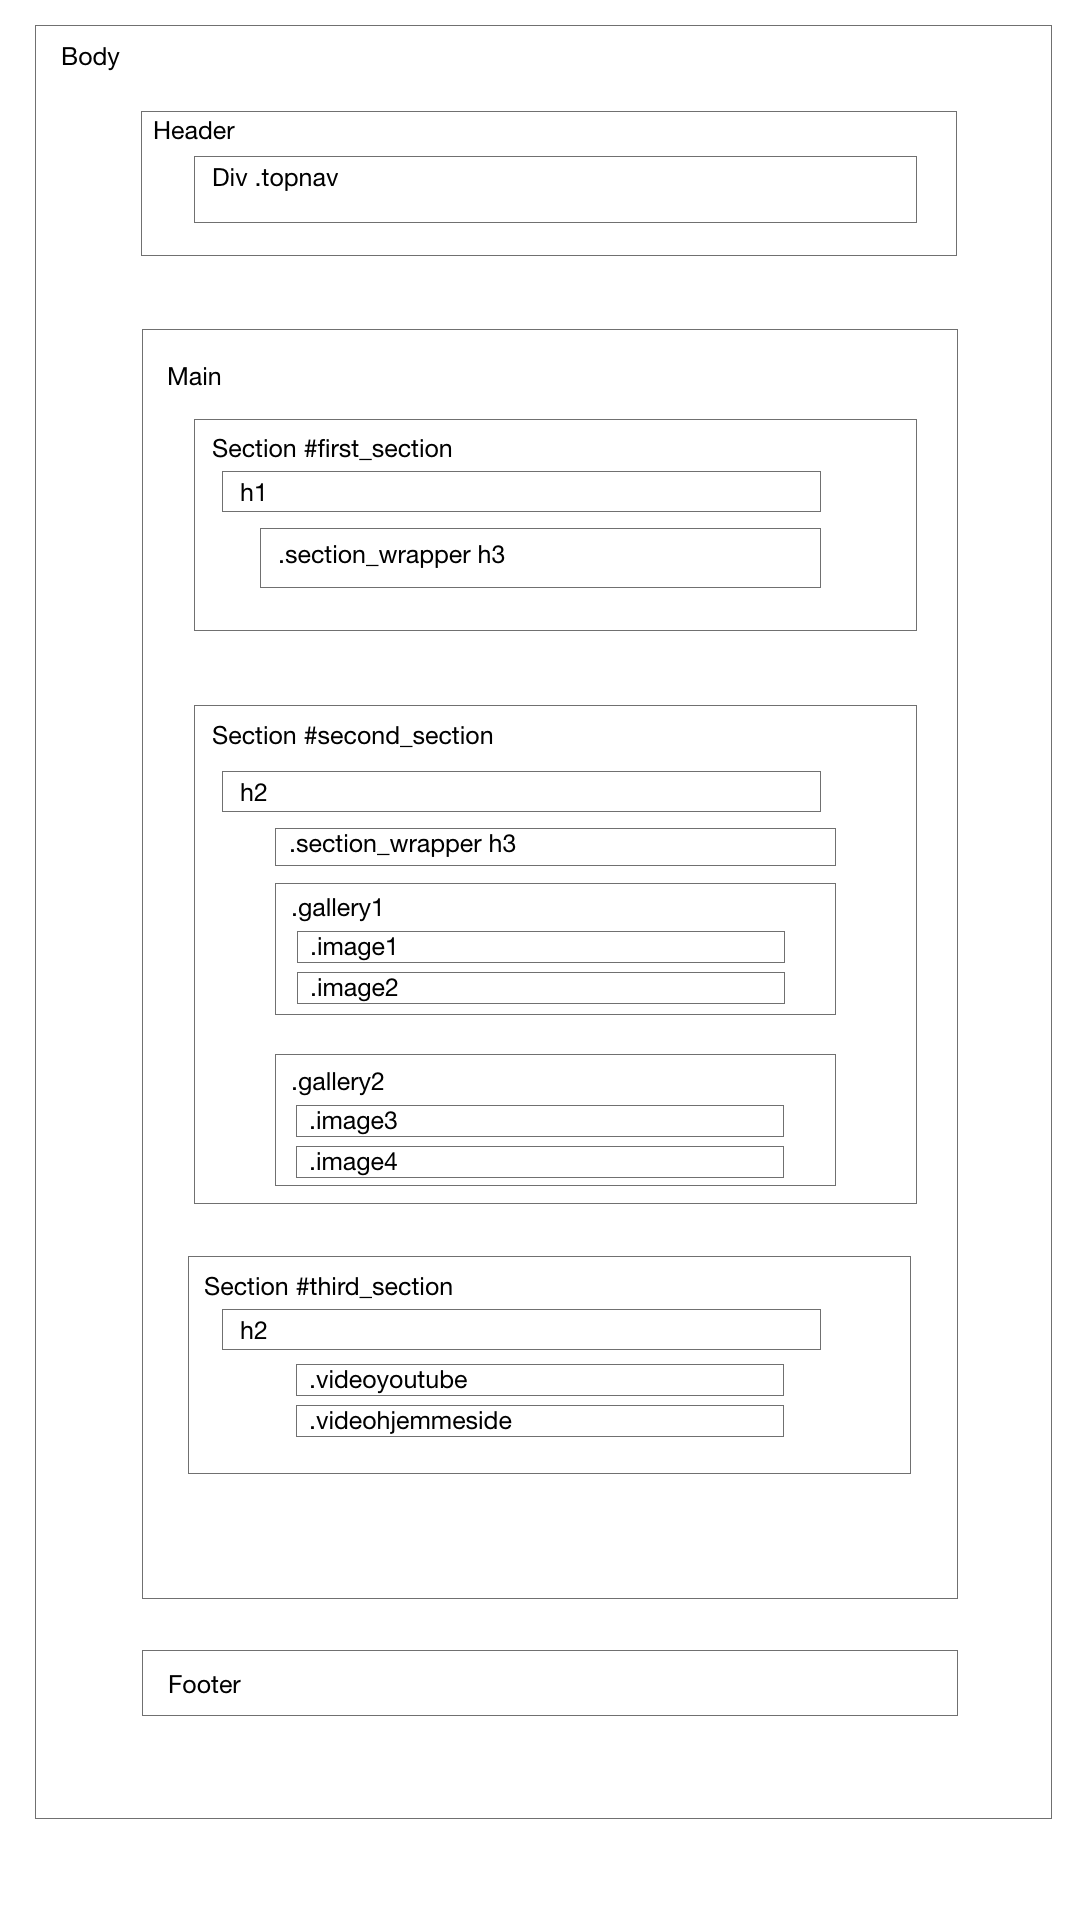 Body
Header
Div .topnav
Main
Section #first_section
h1
.section_wrapper h3
Section #second_section
h2
.section_wrapper h3
.gallery1
.image1
.image2
.gallery2
.image3
.image4
Section #third_section
h2
.videoyoutube
.videohjemmeside
Footer